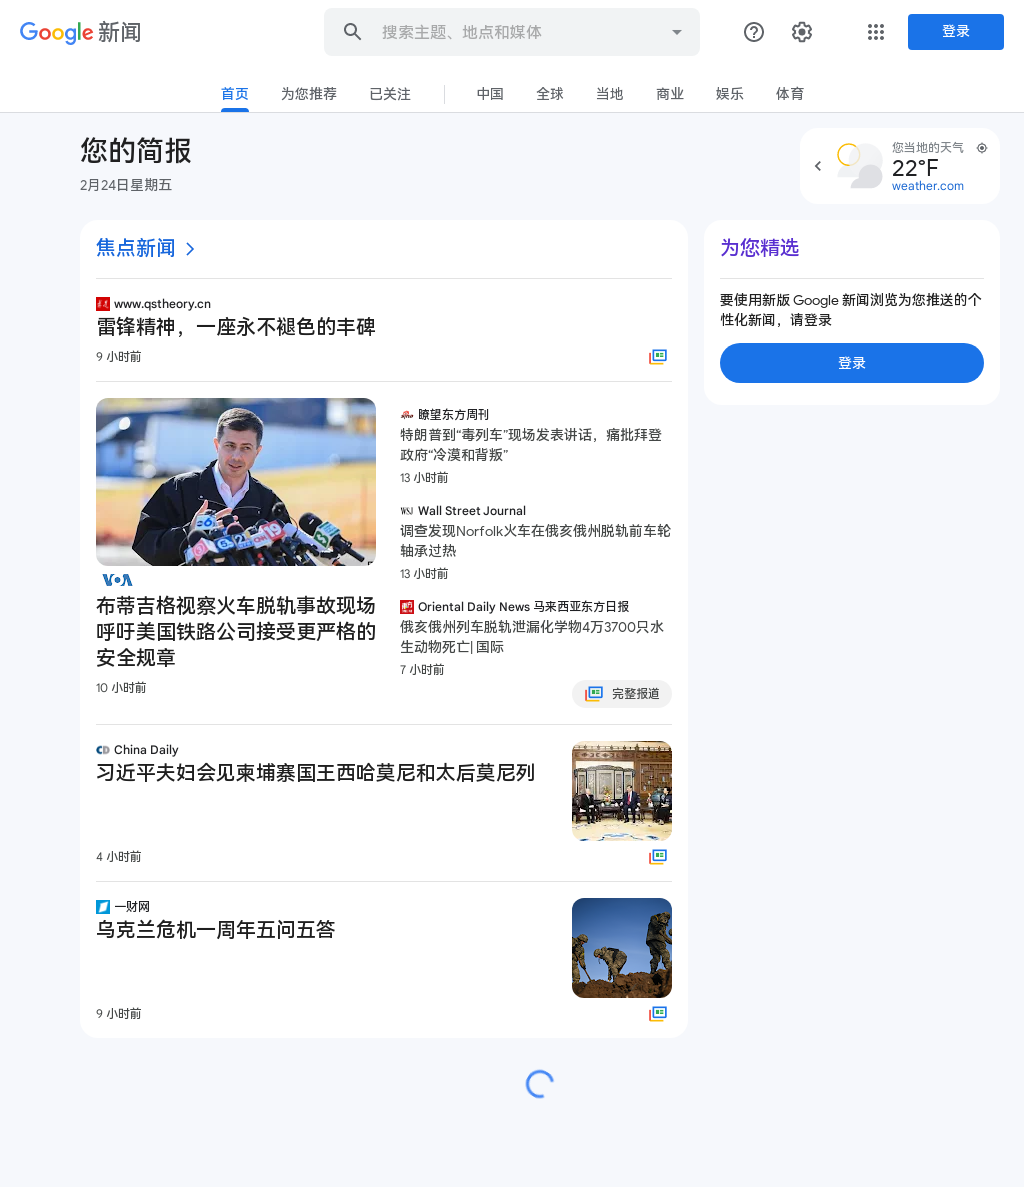 Google 新闻
搜索主题、地点和媒体
登录
首页
为您推荐
已关注
中国
全球
当地
商业
娱乐
体育
您的简报
2月24日星期五
您当地的天气
22°F
weather.com
焦点新闻
www.qstheory.cn
雷锋精神，一座永不褪色的丰碑
9 小时前
VOA
布蒂吉格视察火车脱轨事故现场
呼吁美国铁路公司接受更严格的
安全规章
10 小时前
瞭望东方周刊
特朗普到“毒列车”现场发表讲话，痛批拜登
政府“冷漠和背叛”
13 小时前
WSJ
Wall Street Journal
调查发现Norfolk火车在俄亥俄州脱轨前车轮
轴承过热
13 小时前
Oriental Daily News 马来西亚东方日报
俄亥俄州列车脱轨泄漏化学物4万3700只水
生动物死亡| 国际
7 小时前
完整报道
China Daily
习近平夫妇会见柬埔寨国王西哈莫尼和太后莫尼列
4 小时前
一财网
乌克兰危机一周年五问五答
9 小时前
为您精选
要使用新版 Google 新闻浏览为您推送的个
性化新闻，请登录
登录